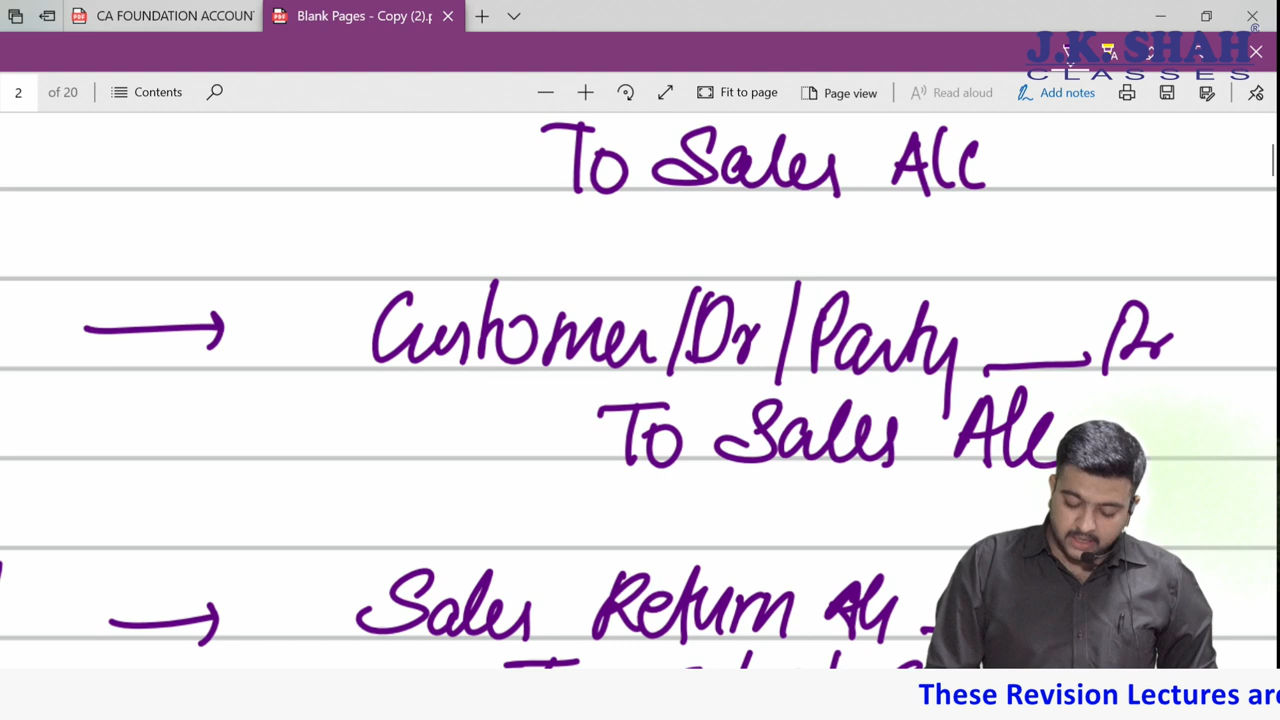 CA FOUNDATION ACCOUN
Blank Pages - Copy (2).p
J.K. SHAH®
CLASSES
2 of 20 Contents Fit to page Page view Read aloud Add notes
To Sales A/c
Customer/Dr/Party ___ Dr
To Sales A/c
Sales Return A/c
These Revision Lectures are